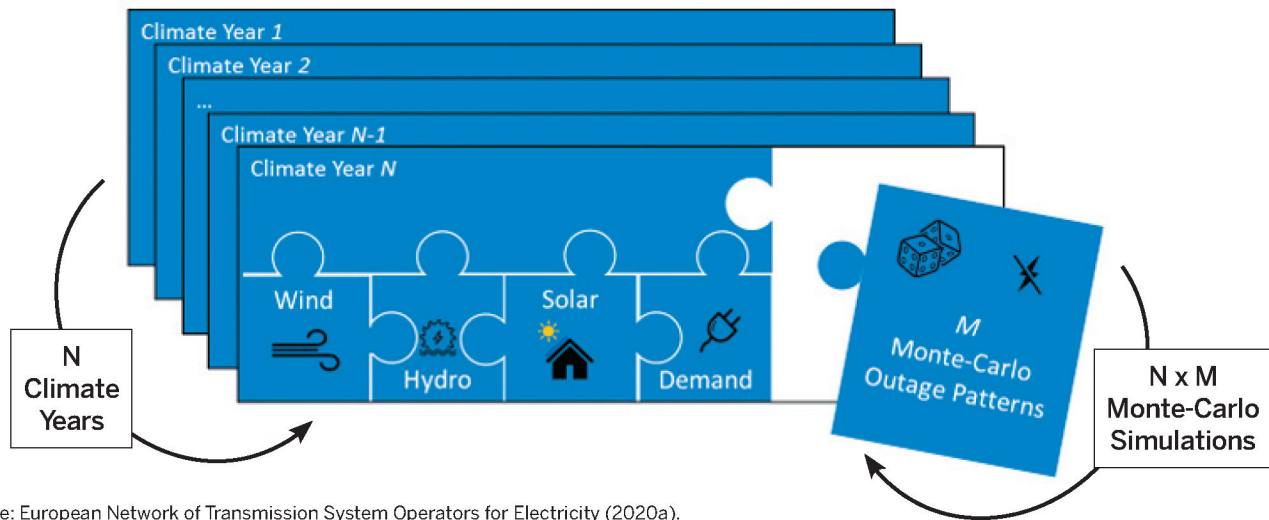 Climate Year 1
Climate Year 2
...
Climate Year N-1
Climate Year N
Wind
Hydro
Solar
Demand
M
Monte-Carlo
Outage Patterns
N
Climate
Years
N x M
Monte-Carlo
Simulations
e: European Network of Transmission System Operators for Electricity (2020a).